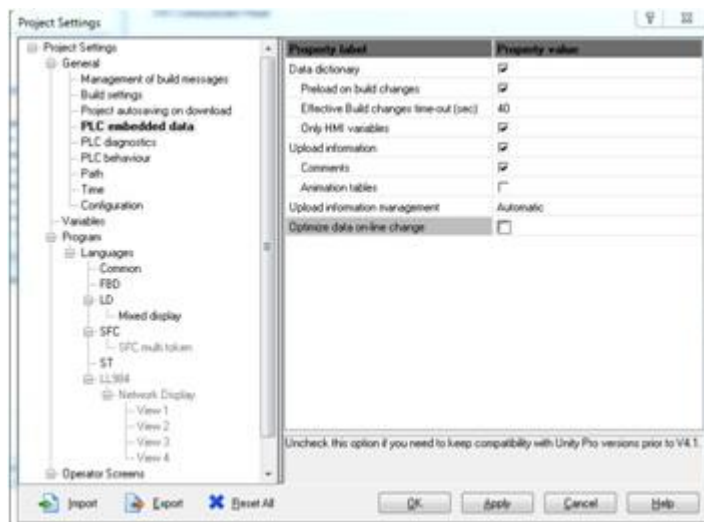 Project Settings
Project Settings
General
Management of build messages
Build settings
Project autosaving on download
PLC embedded data
PLC diagnostics
PLC behaviour
Path
Time
Configuration
Variables
Program
Languages
Common
FBD
LD
Mixed display
SFC
SFC multi token
ST
LL984
Network Display
View 1
View 2
View 3
View 4
Operator Screens
Property label Property value
Data dictionary
Preload on build changes
Effective Build changes time-out (sec) 40
Only HMI variables
Upload information
Comments
Animation tables
Upload information management Automatic
Optimize data on-line change
Uncheck this option if you need to keep compatibility with Unity Pro versions prior to V4.1.
Import Export Reset All OK Apply Cancel Help